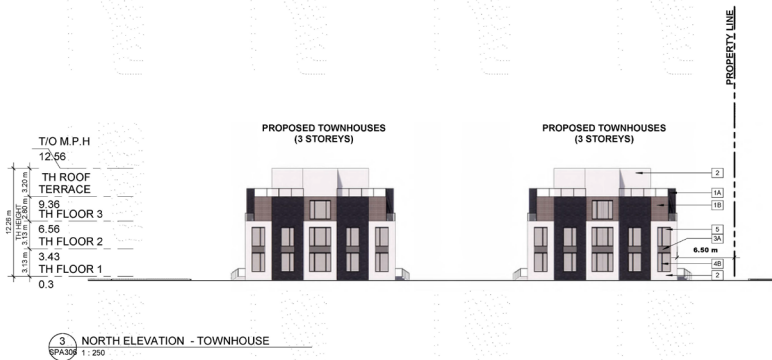 PROPERTY LINE
PROPOSED TOWNHOUSES
(3 STOREYS)
PROPOSED TOWNHOUSES
(3 STOREYS)
T/O M.P.H
12.56
TH ROOF
TERRACE
9.36
TH FLOOR 3
6.56
TH FLOOR 2
3.43
TH FLOOR 1
0.3
12.26 m
TH HEIGHT
3.20 m
2.80 m
3.13 m
3.13 m
2
1A
1B
5
3A
6.50 m
4B
2
3 NORTH ELEVATION - TOWNHOUSE
SPA306 1 : 250